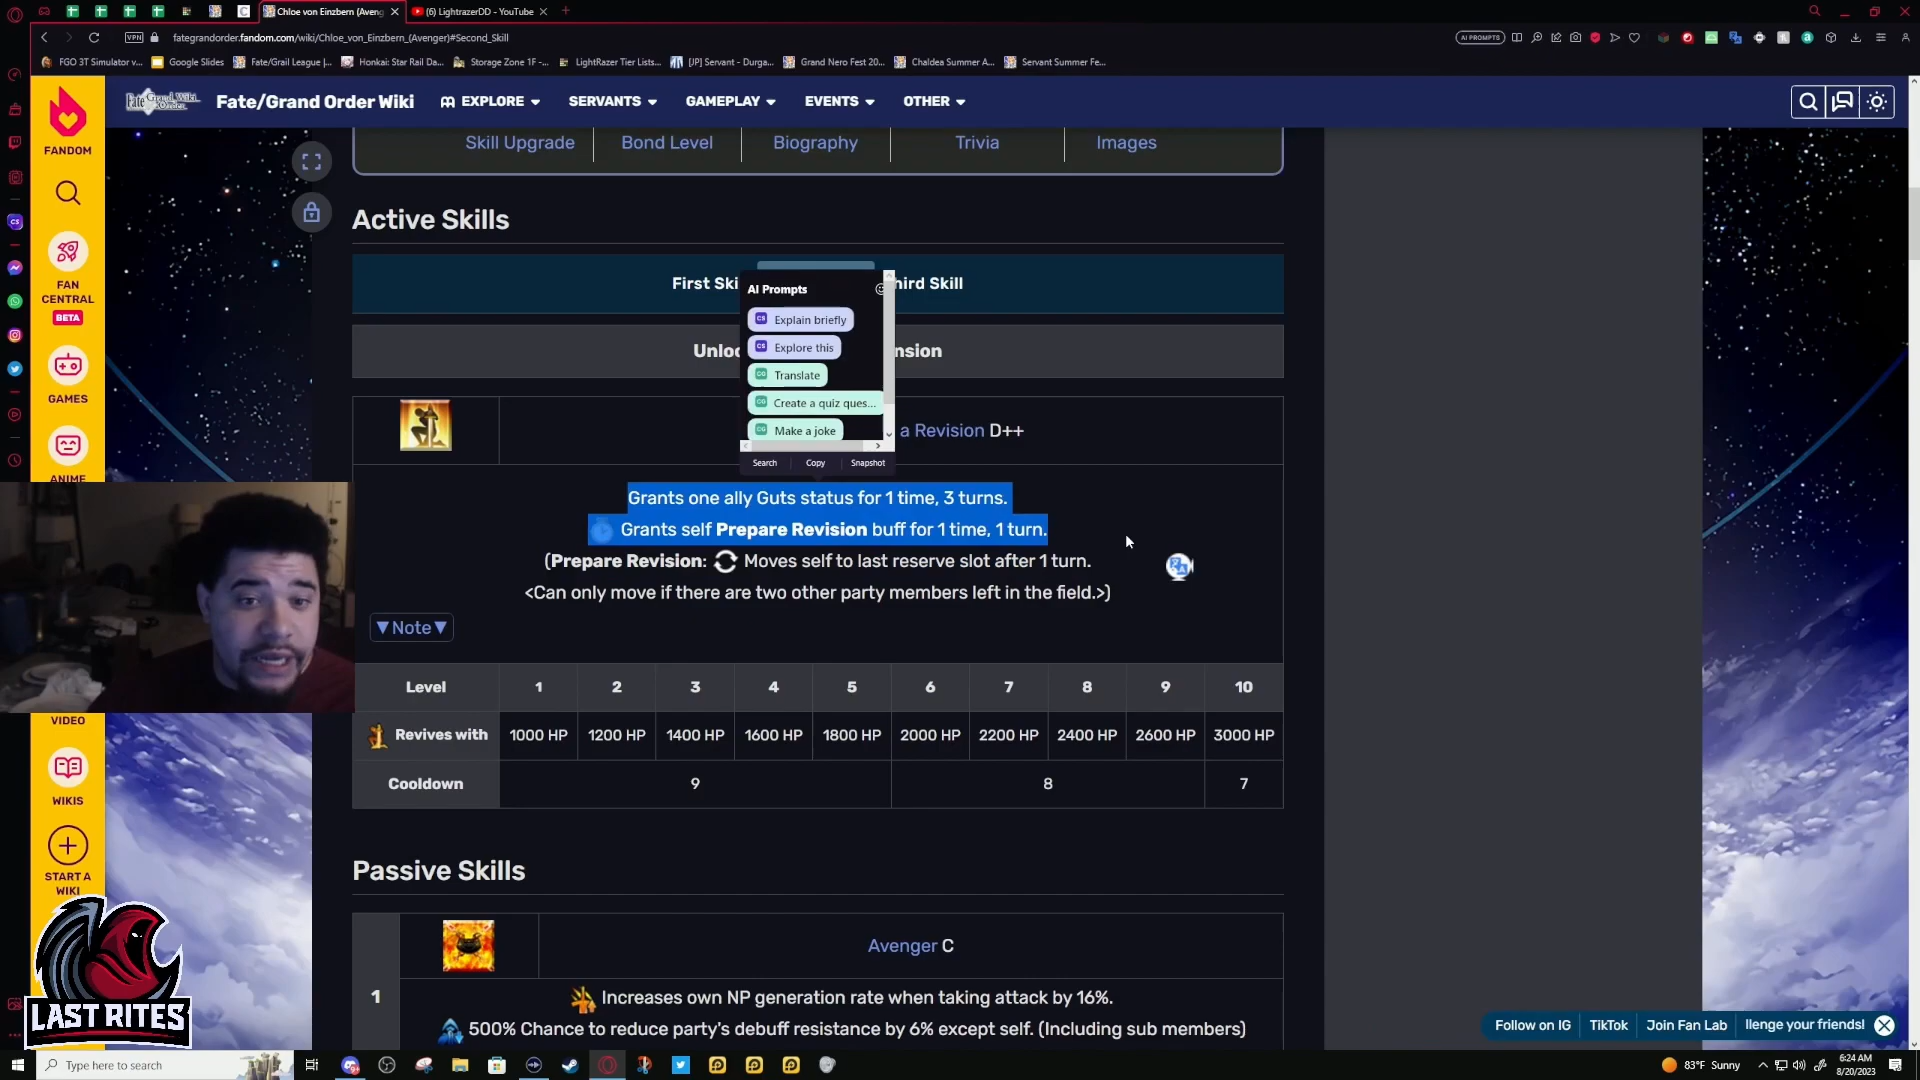 Chloe von Einzbern (Aveng
(6) LightrazerDD - YouTube
VPN
fategrandorder.fandom.com/wiki/Chloe_von_Einzbern_(Avenger)#Second_Skill
AI PROMPTS
FGO 3T Simulator v...
Google Slides
Fate/Grail League |...
Honkai: Star Rail Da...
Storage Zone 1F -...
LightRazer Tier Lists...
[JP] Servant - Durga...
Grand Nero Fest 20...
Chaldea Summer A...
Servant Summer Fe...
FANDOM
Fate/Grand Order Wiki
EXPLORE
SERVANTS
GAMEPLAY
EVENTS
OTHER
Skill Upgrade
Bond Level
Biography
Trivia
Images
FAN
CENTRAL
BETA
GAMES
ANIME
VIDEO
WIKIS
START A
WIKI
Active Skills
First Ski
hird Skill
Unlo
nsion
AI Prompts
Explain briefly
Explore this
Translate
Create a quiz ques...
Make a joke
Search
Copy
Snapshot
a Revision D++
Grants one ally Guts status for 1 time, 3 turns.
Grants self Prepare Revision buff for 1 time, 1 turn.
(Prepare Revision: Moves self to last reserve slot after 1 turn.
<Can only move if there are two other party members left in the field.>)
▼Note▼
Level 1 2 3 4 5 6 7 8 9 10
Revives with 1000 HP 1200 HP 1400 HP 1600 HP 1800 HP 2000 HP 2200 HP 2400 HP 2600 HP 3000 HP
Cooldown 9 8 7
Passive Skills
1
Avenger C
Increases own NP generation rate when taking attack by 16%.
500% Chance to reduce party's debuff resistance by 6% except self. (Including sub members)
LAST RITES
Follow on IG
TikTok
Join Fan Lab
llenge your friends!
Type here to search
83°F Sunny
6:24 AM
8/20/2023